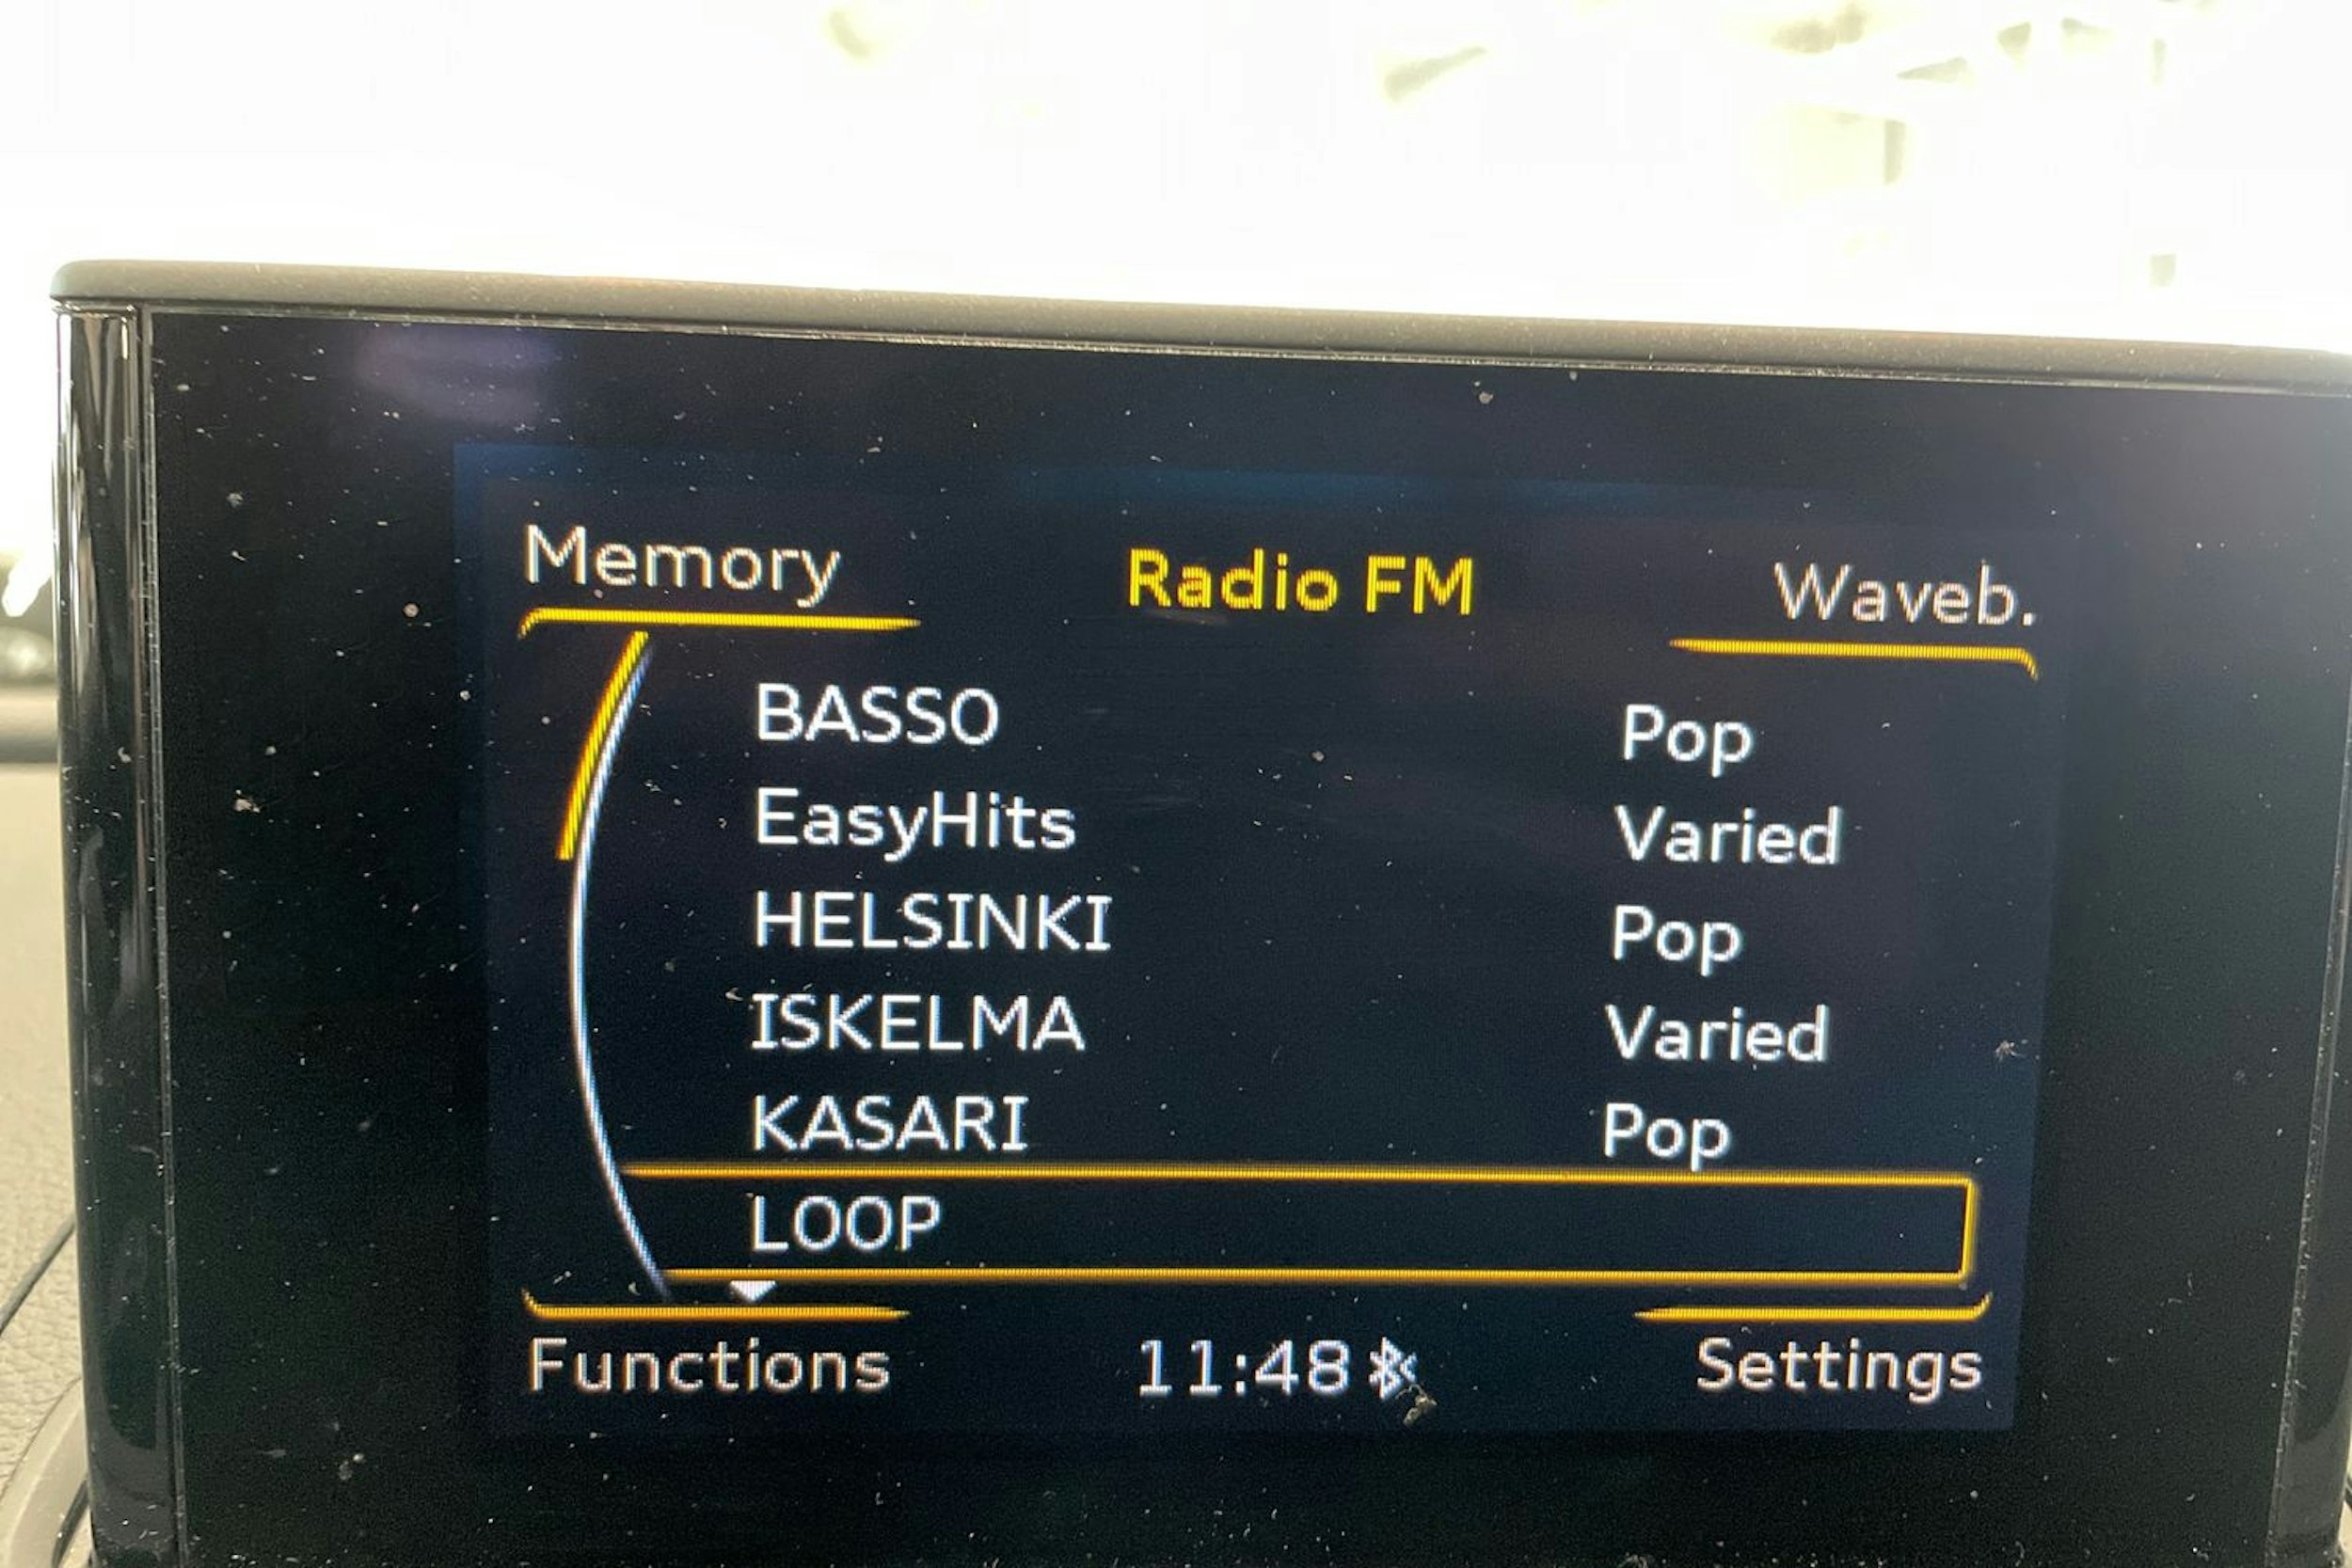 Memory Radio FM Waveb.
BASSO Pop
EasyHits Varied
HELSINKI Pop
ISKELMA Varied
KASARI Pop
LOOP
Functions 11:48 Settings